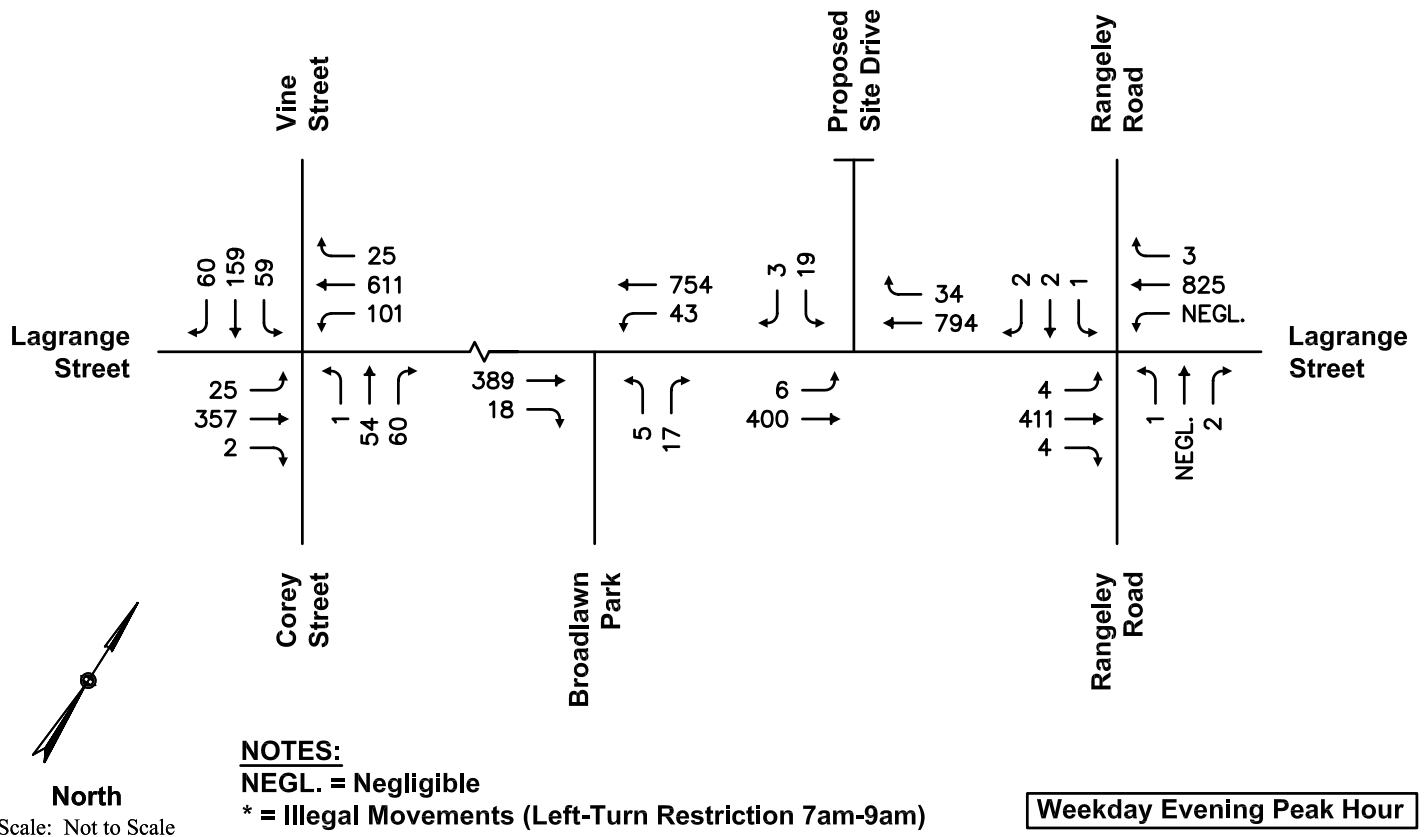 Vine
Street
Proposed
Site Drive
Rangeley
Road
60
159
59
25
611
101
754
43
3
19
34
794
2
2
1
3
825
NEGL.
Lagrange
Street
Lagrange
Street
25
357
2
1
54
60
389
18
5
17
6
400
4
411
4
1
NEGL.
2
Corey
Street
Broadlawn
Park
Rangeley
Road
North
Scale: Not to Scale
NOTES:
NEGL. = Negligible
* = Illegal Movements (Left-Turn Restriction 7am-9am)
Weekday Evening Peak Hour